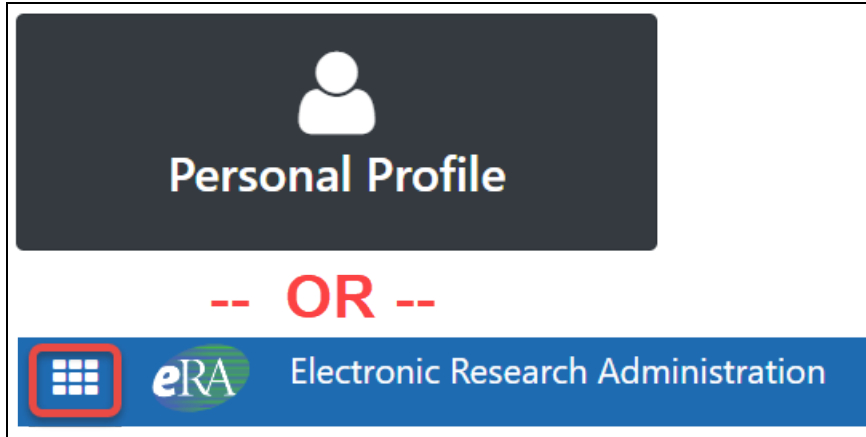 Personal Profile
-- OR --
eRA Electronic Research Administration